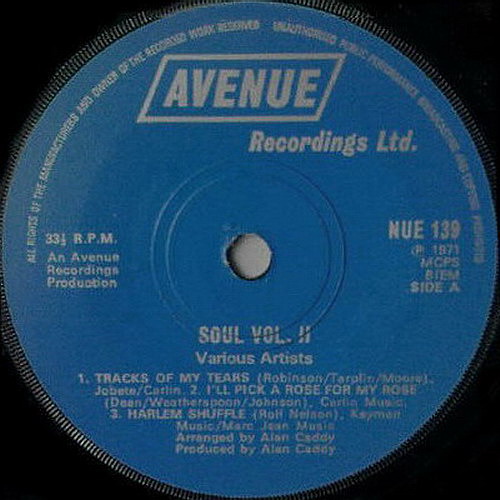 ALL RIGHTS OF THE MANUFACTURERS AND OWNER OF THE RECORDED WORK RESERVED UNAUTHORISED PUBLIC PERFORMANCE BROADCASTING AND COPYING PROHIBITED
AVENUE
Recordings Ltd.
33⅓ R.P.M.
An Avenue
Recordings
Production
NUE 139
℗ 1971
MCPS
BIEM
SIDE A
SOUL VOL. II
Various Artists
1. TRACKS OF MY TEARS (Robinson/Tarplin/Moore),
Jobete/Carlin. 2. I'LL PICK A ROSE FOR MY ROSE
(Dean/Weatherspoon/Johnson), Carlin Music.
3. HARLEM SHUFFLE (Rolf Nelson), Keymen
Music/Marc Jean Music
Arranged by Alan Caddy
Produced by Alan Caddy